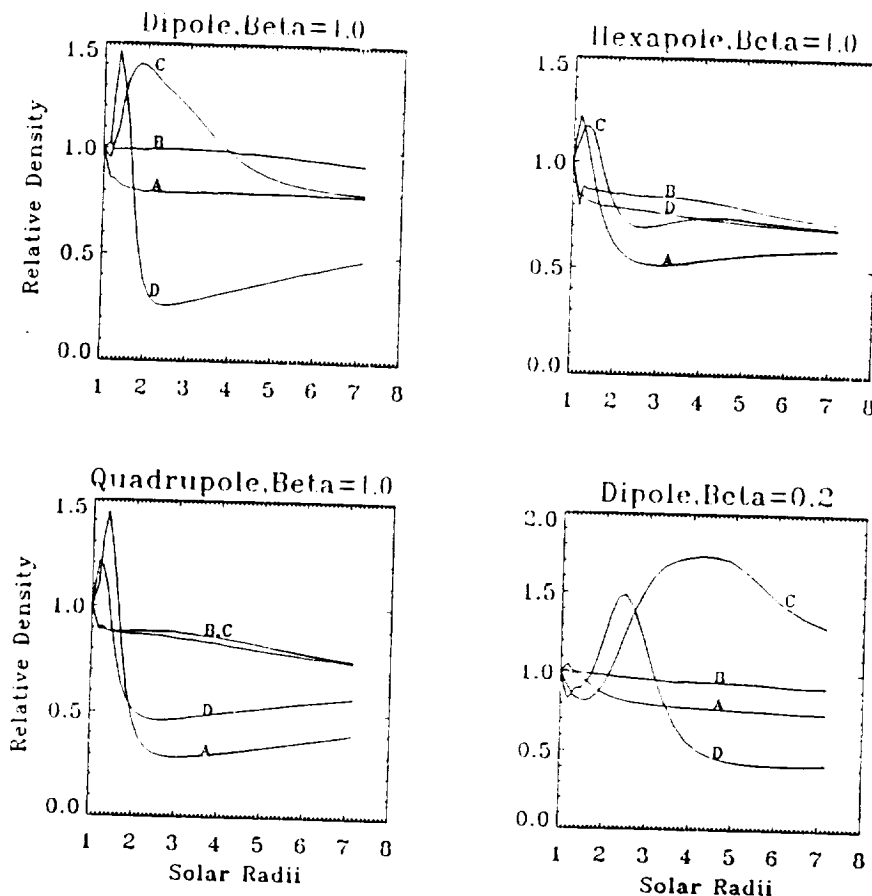 Dipole,Beta=1.0
1.5
1.0
0.5
0.0
Relative Density
C
B
A
D
1 2 3 4 5 6 7 8
Hexapole,Beta=1.0
1.5
1.0
0.5
0.0
C
B
D
A
1 2 3 4 5 6 7 8
Quadrupole,Beta=1.0
1.5
1.0
0.5
0.0
Relative Density
B,C
D
A
1 2 3 4 5 6 7 8
Solar Radii
Dipole,Beta=0.2
2.0
1.5
1.0
0.5
0.0
C
B
A
D
1 2 3 4 5 6 7 8
Solar Radii